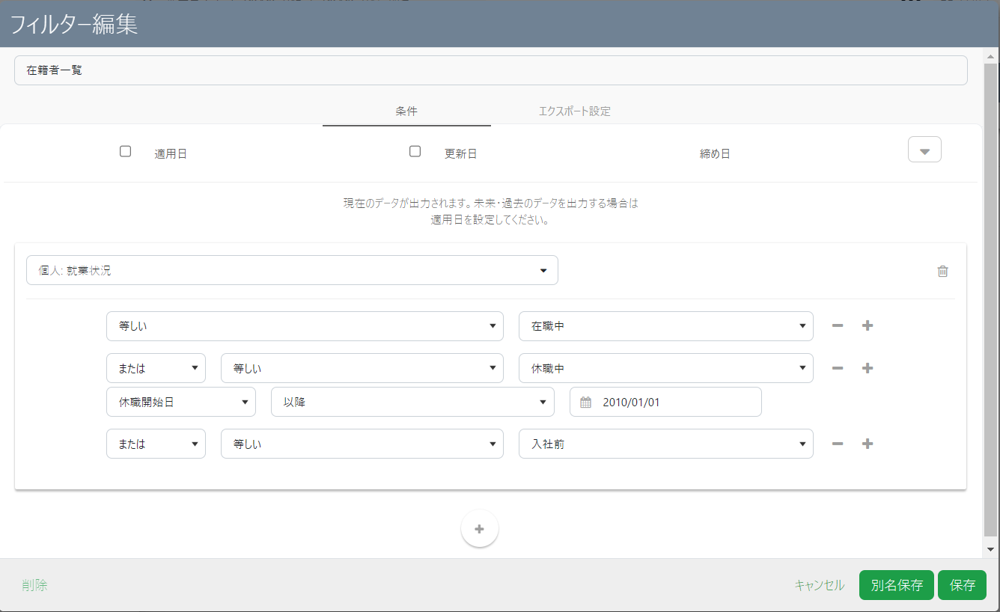 フィルター編集
在籍者一覧
条件 エクスポート設定
適用日 更新日 締め日
現在のデータが出力されます。未来・過去のデータを出力する場合は
適用日を設定してください。
個人: 就業状況
等しい 在職中
または 等しい 休職中
休職開始日 以降 2010/01/01
または 等しい 入社前
削除 キャンセル 別名保存 保存